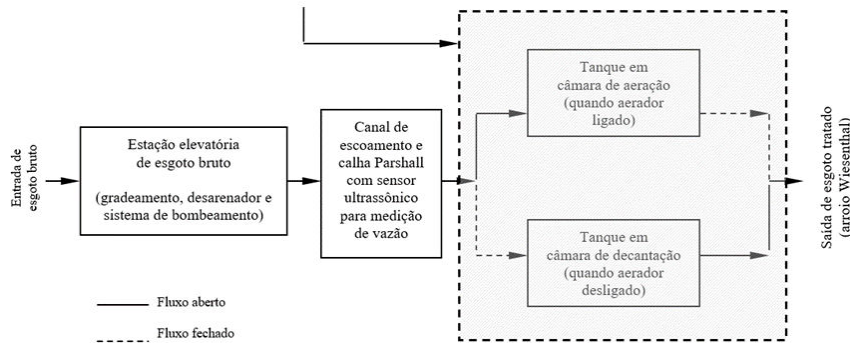 Entrada de
esgoto bruto
Estação elevatória
de esgoto bruto
(gradeamento, desarenador e
sistema de bombeamento)
Canal de
escoamento e
calha Parshall
com sensor
ultrassônico
para medição
de vazão
Tanque em
câmara de aeração
(quando aerador
ligado)
Tanque em
câmara de decantação
(quando aerador
desligado)
Saída de esgoto tratado
(arroio Wiesenthal)
Fluxo aberto
Fluxo fechado